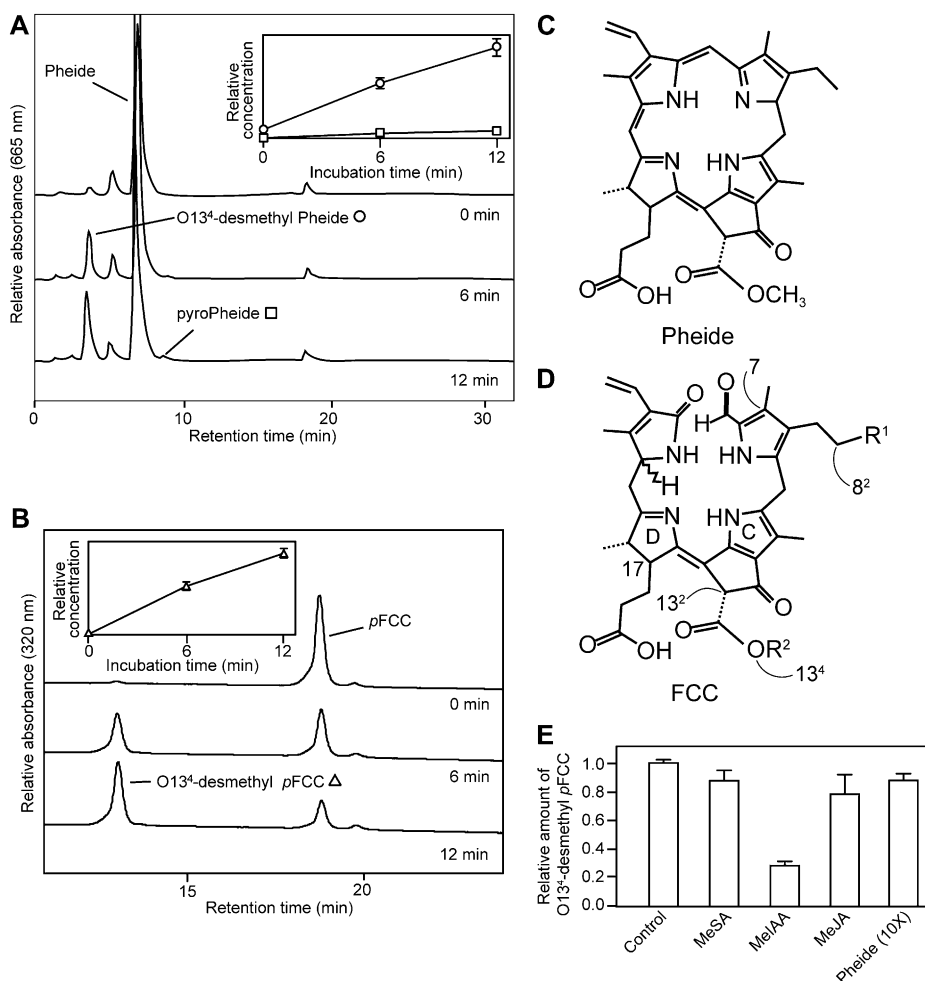 A
Relative absorbance (665 nm)
Pheide
Relative
concentration
0 6 12
Incubation time (min)
0 min
O13⁴-desmethyl Pheide
6 min
pyroPheide
12 min
0 10 20 30
Retention time (min)
B
Relative absorbance (320 nm)
Relative
concentration
0 6 12
Incubation time (min)
pFCC
0 min
6 min
O13⁴-desmethyl pFCC
12 min
15 20
Retention time (min)
C
NH N
N HN
O
O
O OH OCH₃
Pheide
D
O O 7
H
NH HN R¹
H 8²
N HN
D C
17
13² O
O
O OH OR²
13⁴
FCC
E
Relative amount of
O13⁴-desmethyl pFCC
1.0
0.8
0.6
0.4
0.2
0.0
Control
MeSA
MeIAA
MeJA
Pheide (10X)